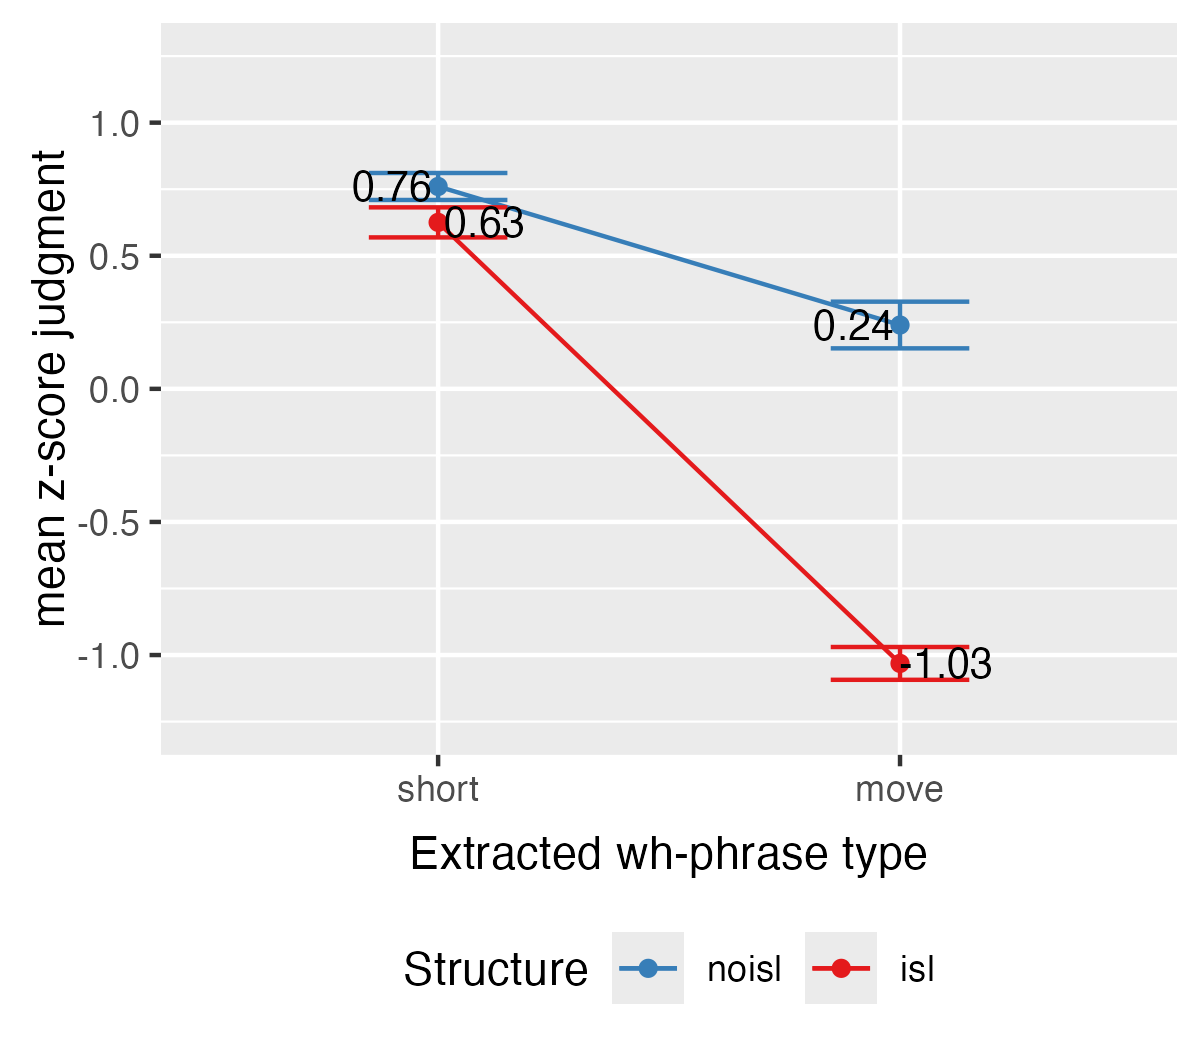 mean z-score judgment
1.0
0.5
0.0
-0.5
-1.0
0.76
0.63
0.24
-1.03
short
move
Extracted wh-phrase type
Structure noisl isl